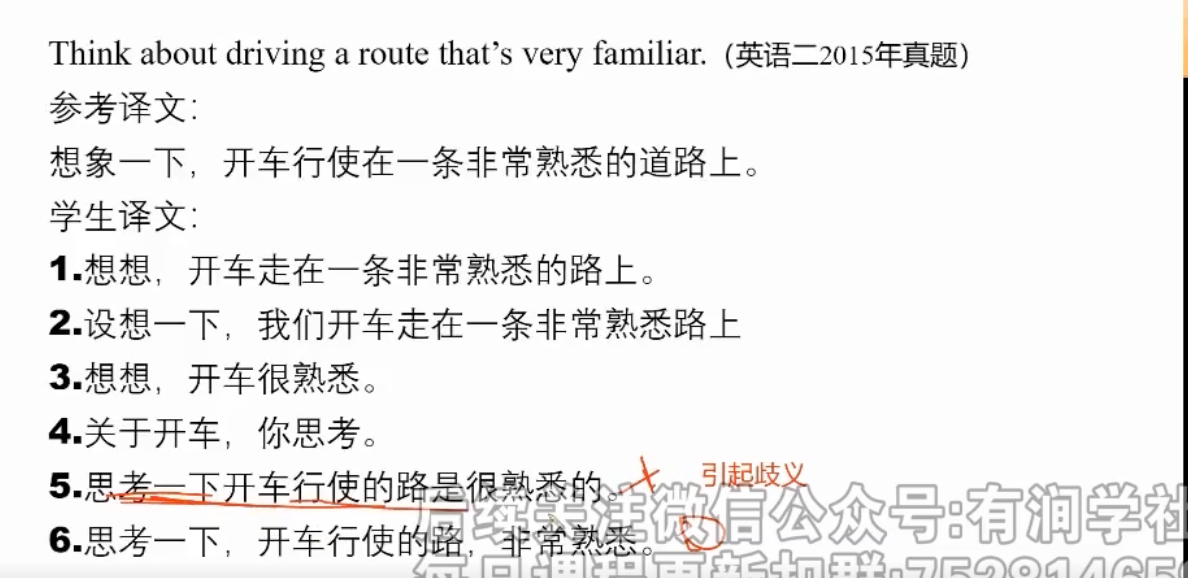 Think about driving a route that’s very familiar.（英语二2015年真题）
参考译文：
想象一下，开车行使在一条非常熟悉的道路上。
学生译文：
1.想想，开车走在一条非常熟悉的路上。
2.设想一下，我们开车走在一条非常熟悉路上
3.想想，开车很熟悉。
4.关于开车，你思考。
5.思考一下开车行使的路是很熟悉的。
引起歧义
后续关注微信公众号:有润学社
6.思考一下，开车行使的路，非常熟悉。